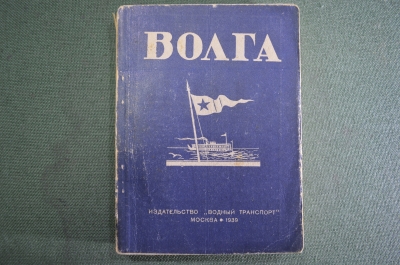 ВОЛГА
ИЗДАТЕЛЬСТВО „ВОДНЫЙ ТРАНСПОРТ"
МОСКВА • 1939